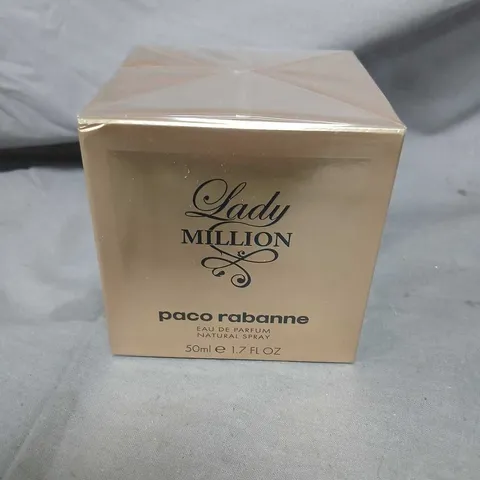 Lady
MILLION
paco rabanne
EAU DE PARFUM
NATURAL SPRAY
50ml ℮ 1.7 FL OZ